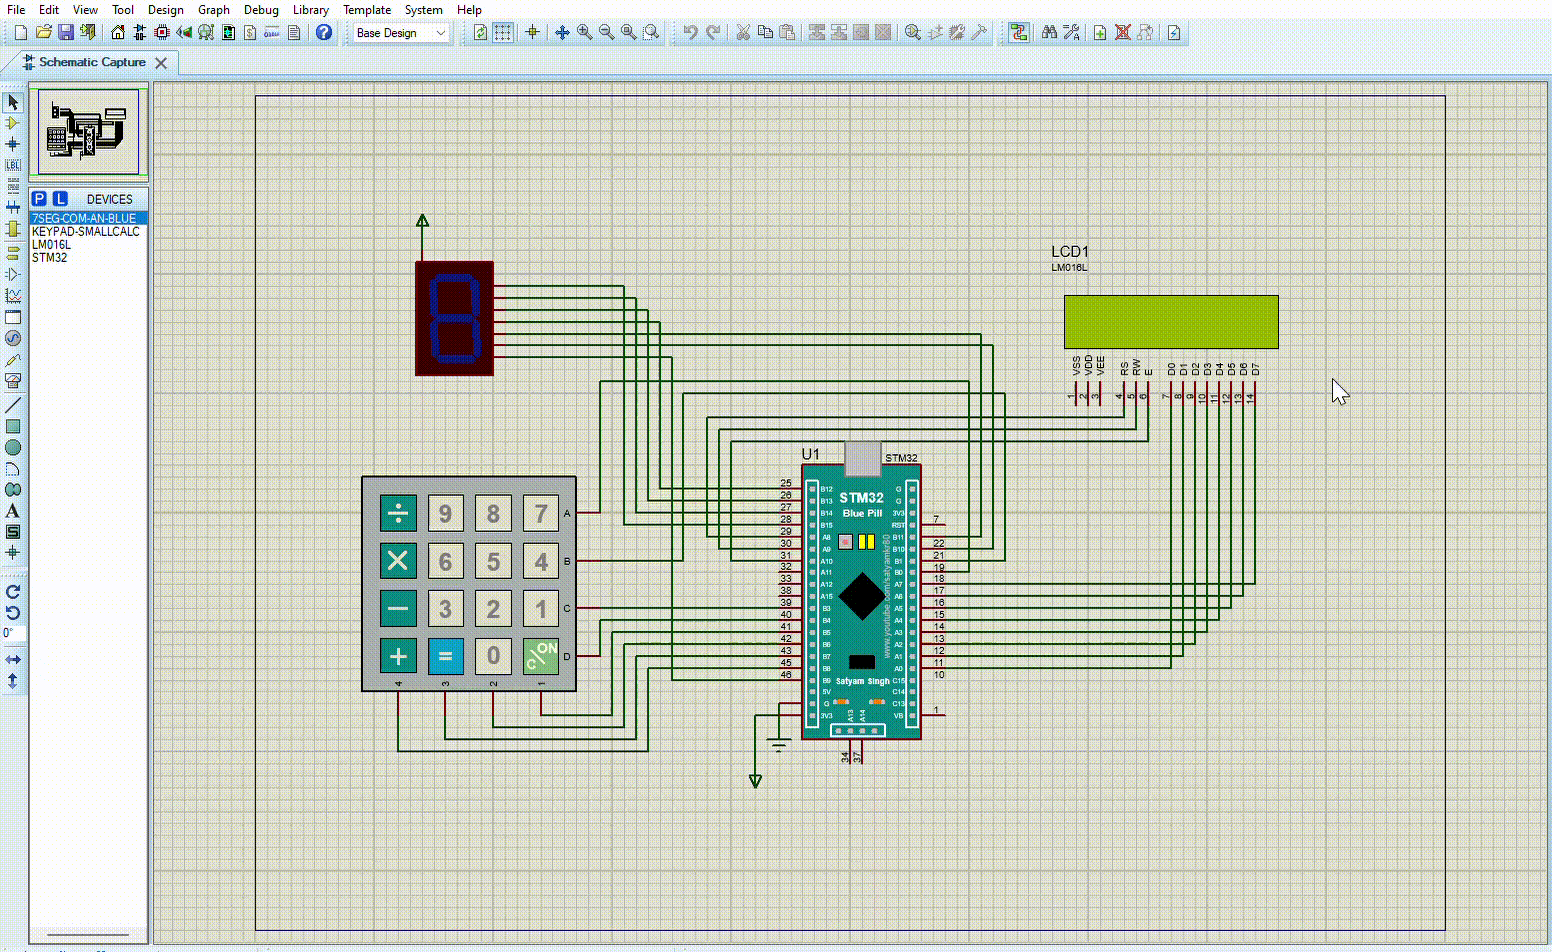 File Edit View Tool Design Graph Debug Library Template System Help
Base Design
Schematic Capture
P L DEVICES
7SEG-COM-AN-BLUE
KEYPAD-SMALLCALC
LM016L
STM32
LBL
A
S
0°
LCD1
LM016L
VSS VDD VEE RS RW E D0 D1 D2 D3 D4 D5 D6 D7
1 2 3 4 5 6 7 8 9 10 11 12 13 14
U1
STM32
÷ 9 8 7 A
× 6 5 4 B
− 3 2 1 C
+ = 0 ON C D
4 3 2 1
STM32
Blue Pill
www.youtube.com/satyamkr80
Satyam Singh
25 B12 G
26 B13 G
27 B14 3V3
28 B15 RST 7
29 A8 B11
30 A9 B10 22
31 A10 B1 21
32 A11 B0 19
33 A12 A7 18
38 A15 A6 17
39 B3 A5 16
40 B4 A4 15
41 B5 A3 14
42 B6 A2 13
43 B7 A1 12
45 B8 A0 11
46 B9 C15 10
5V C14
G C13
3V3 VB 1
A13 A14
34 37